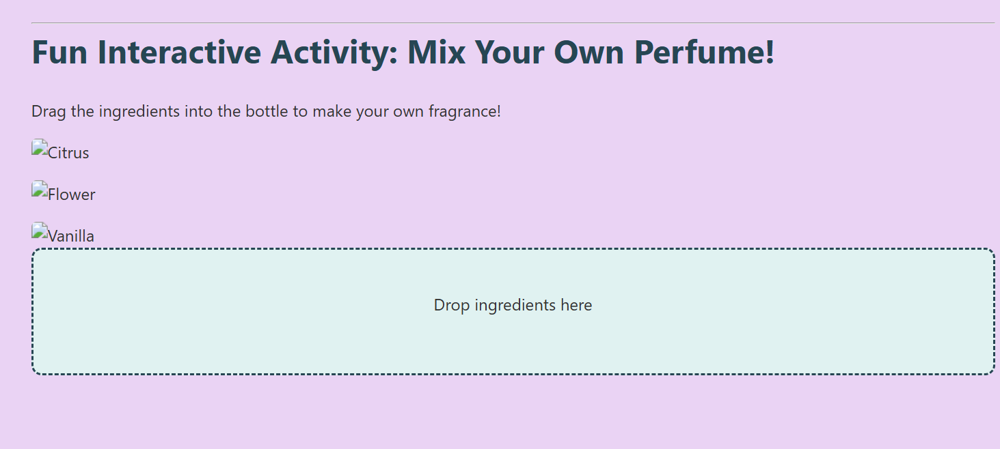 Fun Interactive Activity: Mix Your Own Perfume!
Drag the ingredients into the bottle to make your own fragrance!
Citrus
Flower
Vanilla
Drop ingredients here